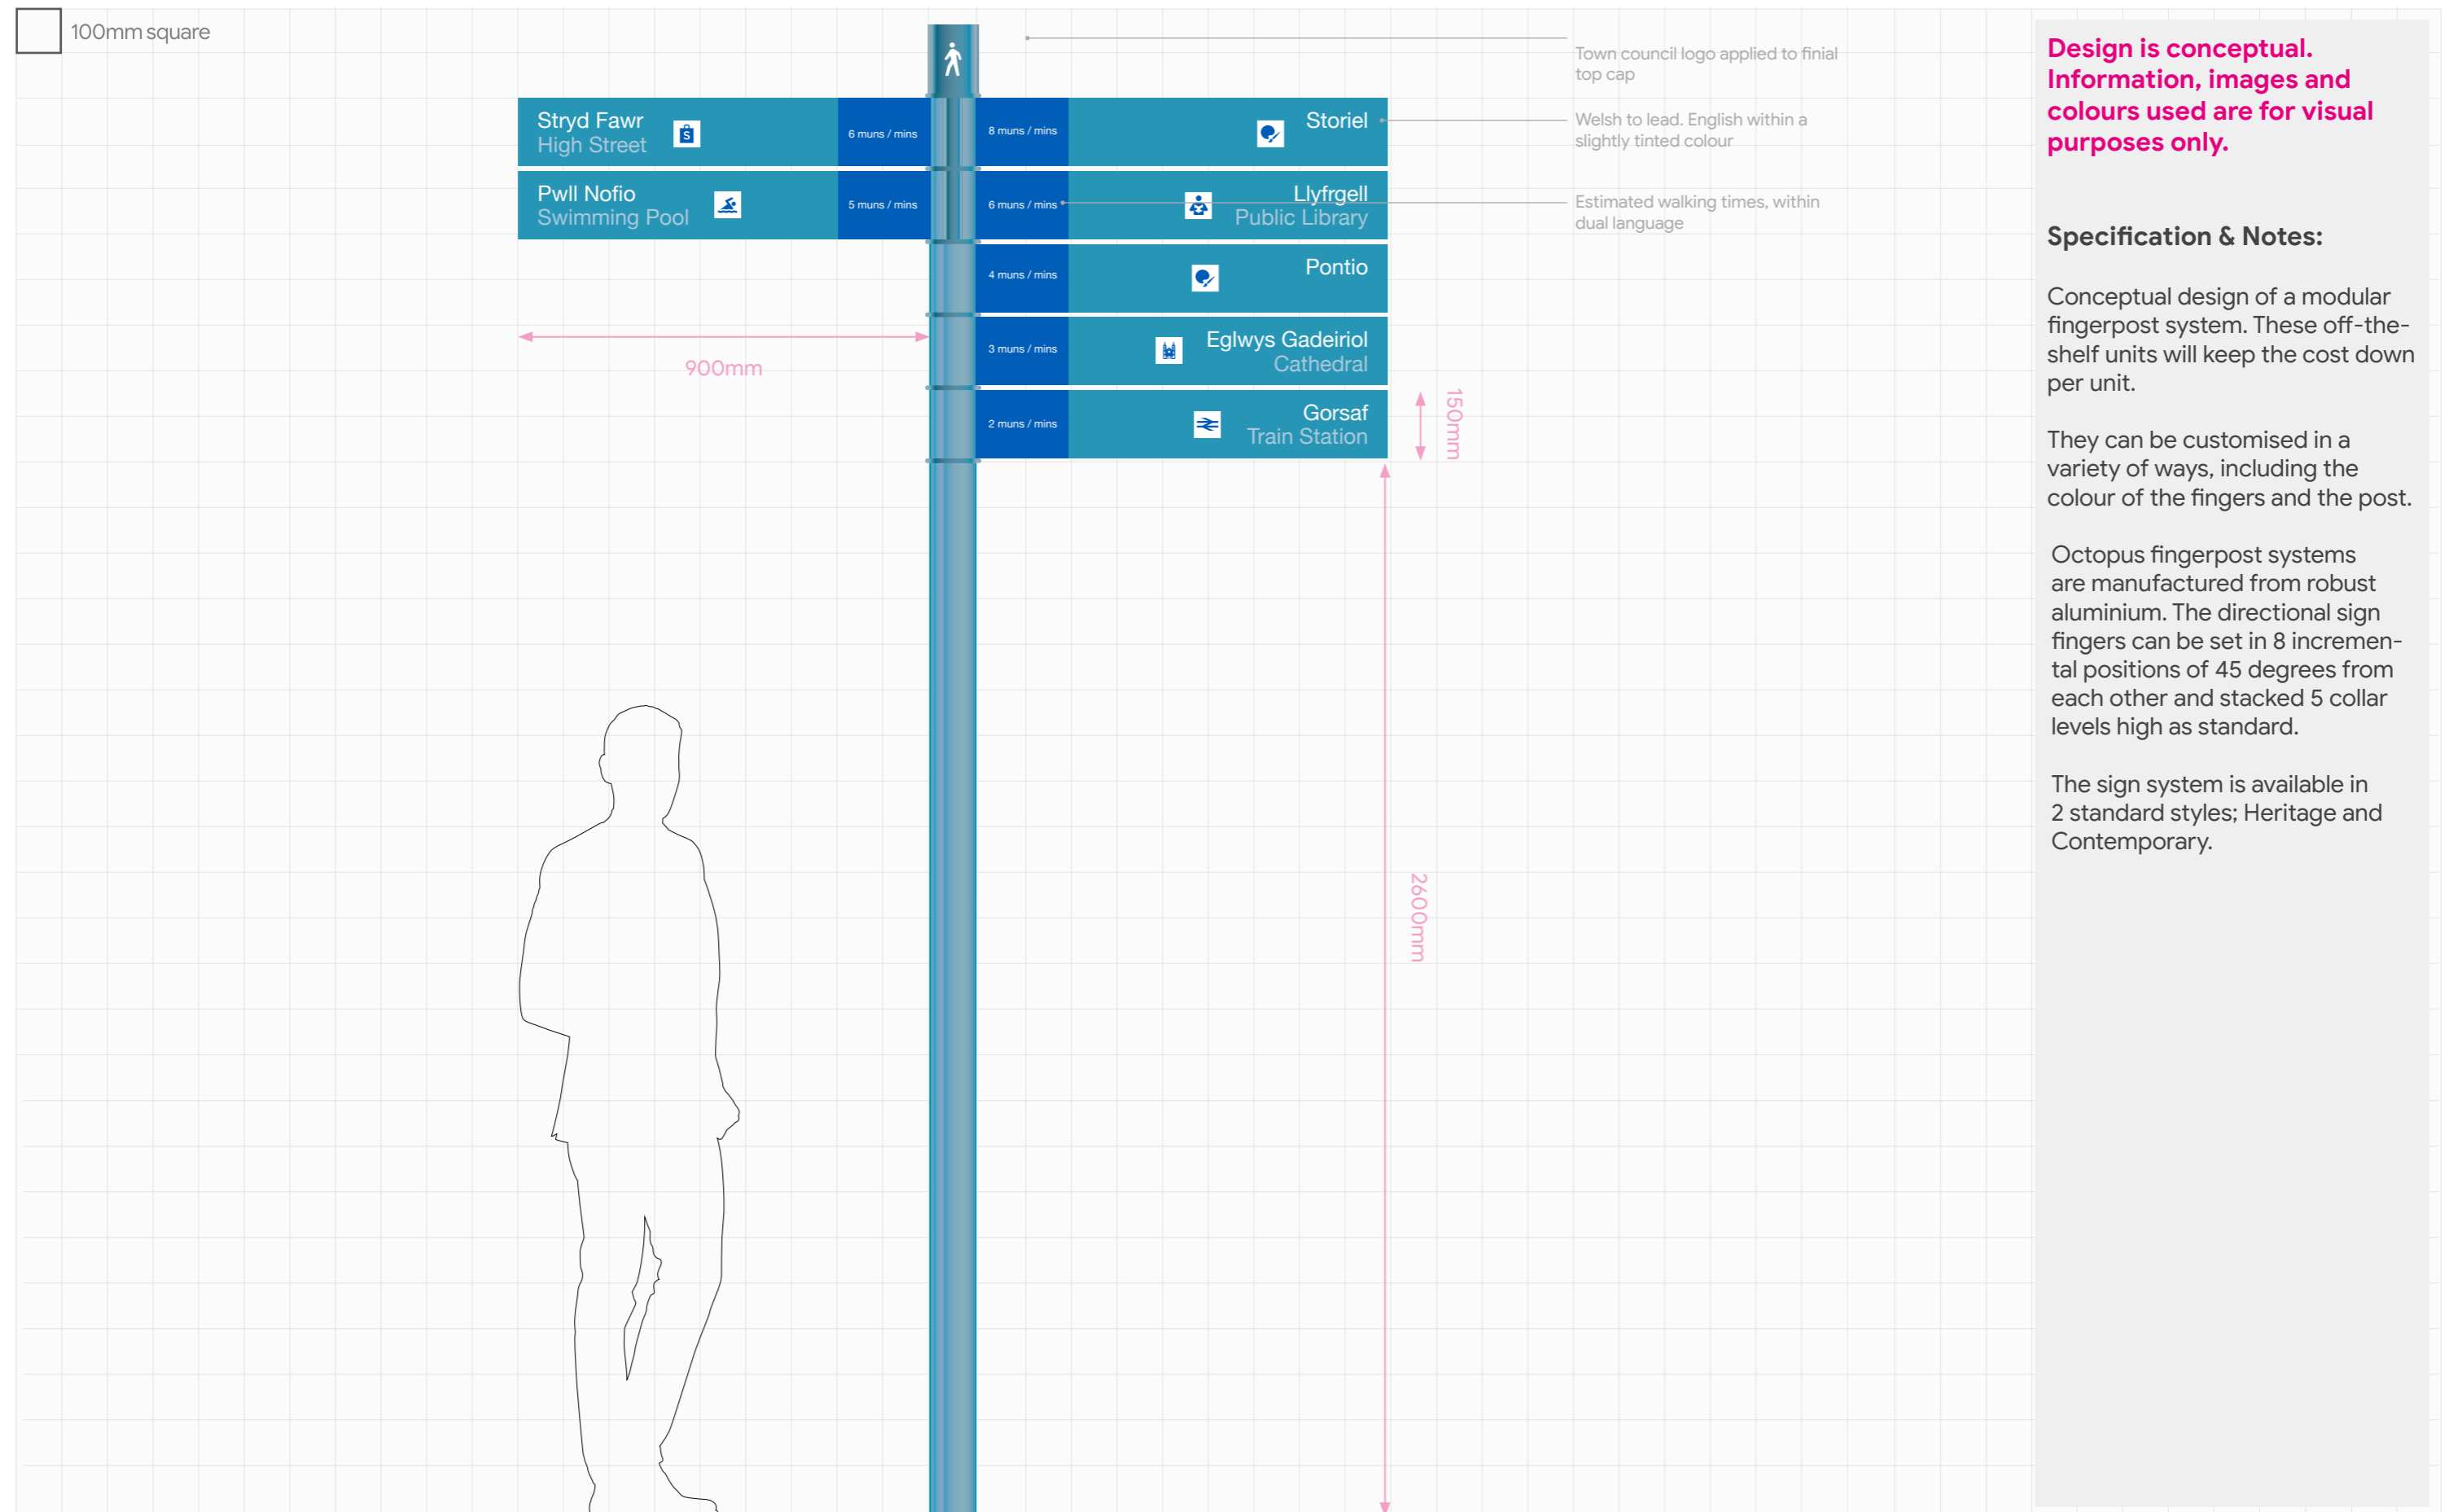 100mm square
Stryd Fawr
High Street
6 muns / mins
Pwll Nofio
Swimming Pool
5 muns / mins
8 muns / mins
Storiel
6 muns / mins
Llyfrgell
Public Library
4 muns / mins
Pontio
3 muns / mins
Eglwys Gadeiriol
Cathedral
2 muns / mins
Gorsaf
Train Station
900mm
150mm
2600mm
Town council logo applied to finial
top cap
Welsh to lead. English within a
slightly tinted colour
Estimated walking times, within
dual language
Design is conceptual.
Information, images and
colours used are for visual
purposes only.
Specification & Notes:
Conceptual design of a modular
fingerpost system. These off-the-
shelf units will keep the cost down
per unit.
They can be customised in a
variety of ways, including the
colour of the fingers and the post.
Octopus fingerpost systems
are manufactured from robust
aluminium. The directional sign
fingers can be set in 8 incremen-
tal positions of 45 degrees from
each other and stacked 5 collar
levels high as standard.
The sign system is available in
2 standard styles; Heritage and
Contemporary.